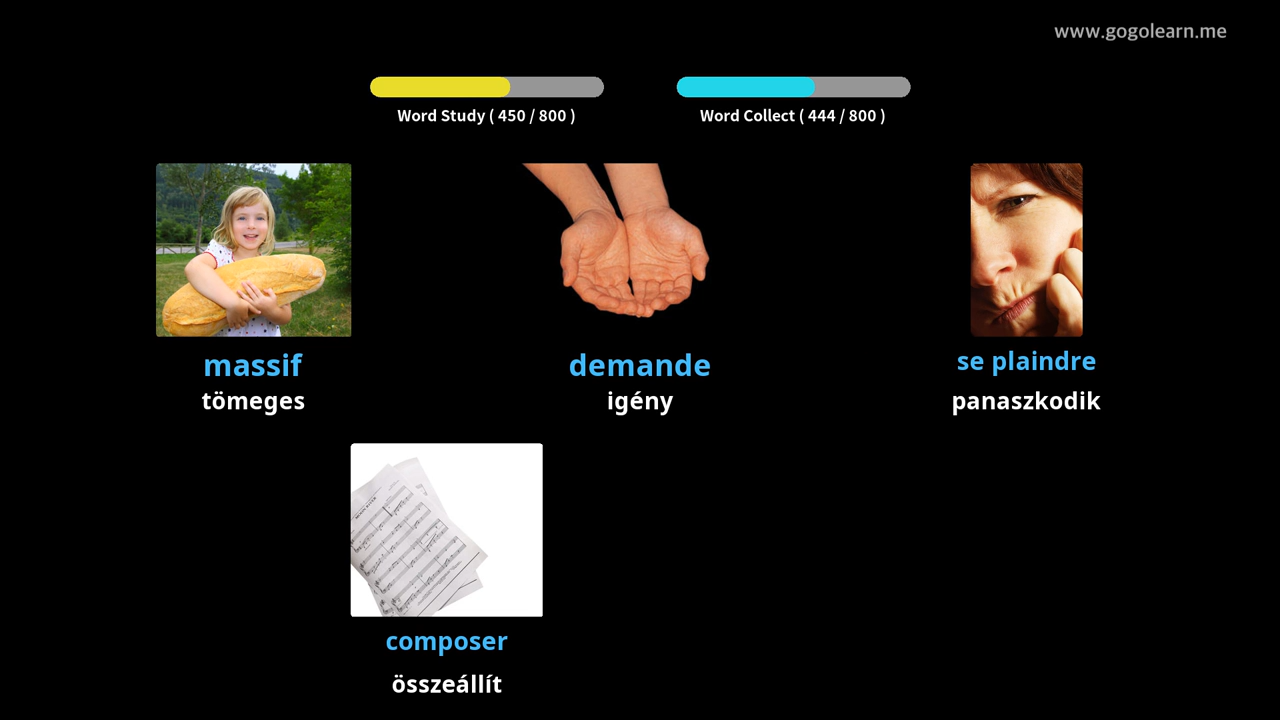 www.gogolearn.me
Word Study ( 450 / 800 )
Word Collect ( 444 / 800 )
massif
tömeges
demande
igény
se plaindre
panaszkodik
composer
összeállít